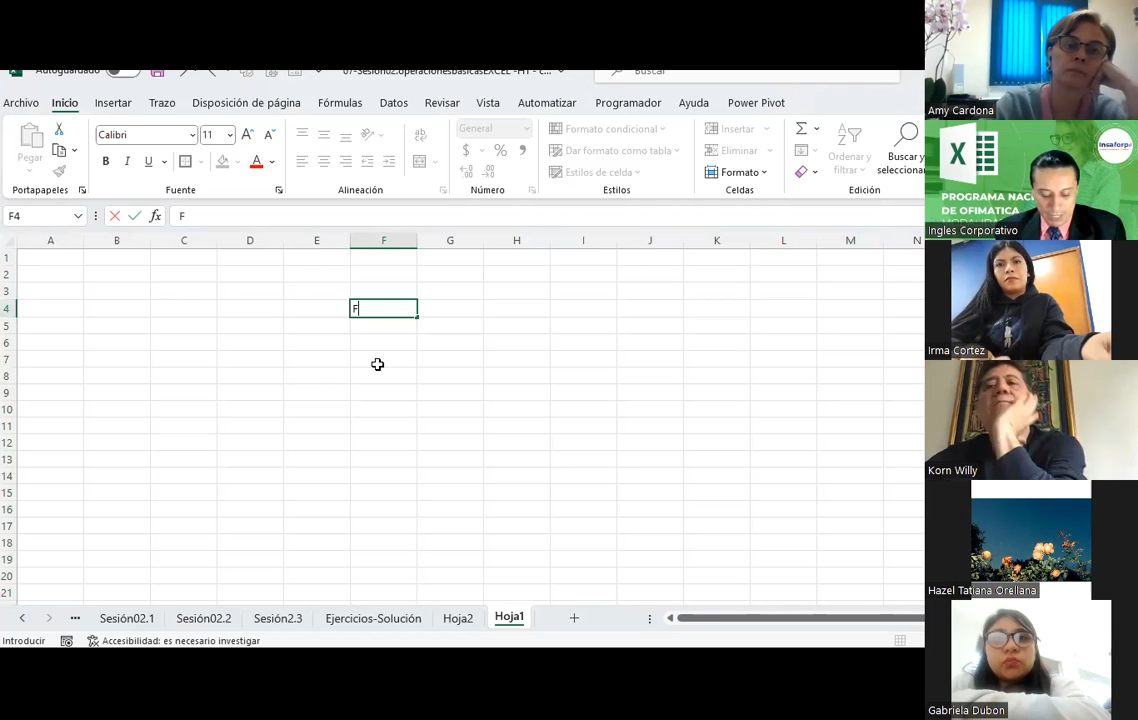 Autoguardado
07-Sesión02.operacionesbasicasEXCEL -H1 - c...
Buscar
Archivo Inicio Insertar Trazo Disposición de página Fórmulas Datos Revisar Vista Automatizar Programador Ayuda Power Pivot
Pegar
Calibri 11
General
Formato condicional
Dar formato como tabla
Estilos de celda
Insertar
Eliminar
Formato
Ordenar y filtrar
Buscar y seleccionar
Portapapeles Fuente Alineación Número Estilos Celdas Edición
F4 fx F
A B C D E F G H I J K L M N
1
2
3
4 F
5
6
7
8
9
10
11
12
13
14
15
16
17
18
19
20
21
Sesión02.1 Sesión02.2 Sesión2.3 Ejercicios-Solución Hoja2 Hoja1
Introducir Accesibilidad: es necesario investigar
Amy Cardona
insaforp
PROGRAMA NAC
DE OFIMATICA
Ingles Corporativo
Irma Cortez
Korn Willy
Hazel Tatiana Orellana
Gabriela Dubon